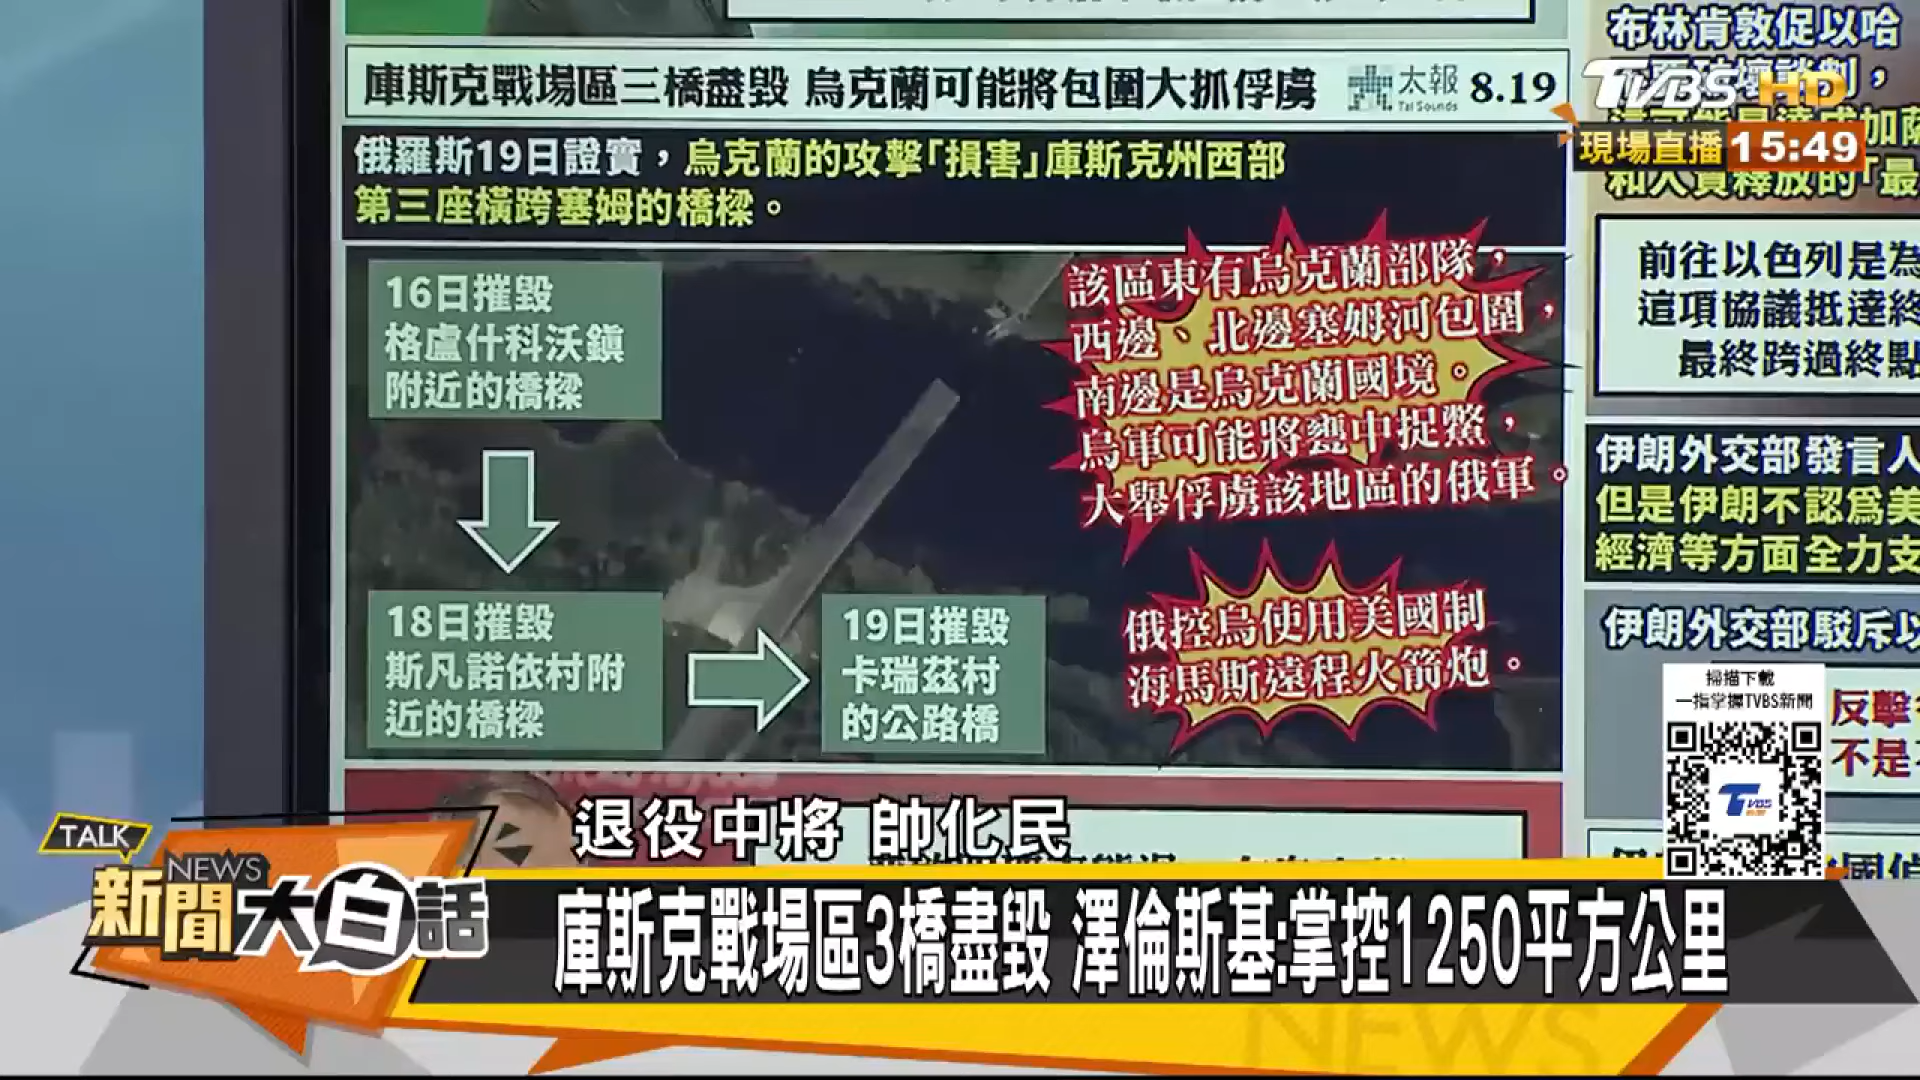 庫斯克戰場區三橋盡毀 烏克蘭可能將包圍大抓俘虜 太報 Tai Sounds 8.19
俄羅斯19日證實，烏克蘭的攻擊「損害」庫斯克州西部
第三座橫跨塞姆的橋樑。
16日摧毀
格盧什科沃鎮
附近的橋樑
18日摧毀
斯凡諾依村附
近的橋樑
19日摧毀
卡瑞茲村
的公路橋
該區東有烏克蘭部隊，
西邊、北邊塞姆河包圍，
南邊是烏克蘭國境。
烏軍可能將甕中捉鱉，
大舉俘虜該地區的俄軍。
俄控烏使用美國制
海馬斯遠程火箭炮。
布林肯敦促以哈
TVBS HD
現場直播 15:49
和人質釋放的「最
前往以色列是為
這項協議抵達終
最終跨過終點
伊朗外交部發言人
但是伊朗不認為美
經濟等方面全力支
伊朗外交部駁斥以
掃描下載
一指掌握TVBS新聞
反擊
不是
TVBS
退役中將 帥化民
TALK
NEWS
新聞大白話
庫斯克戰場區3橋盡毀 澤倫斯基:掌控1250平方公里
NEWS